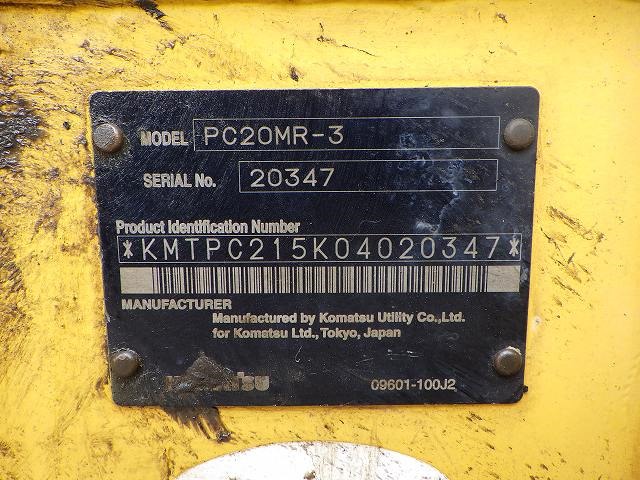 MODEL PC20MR-3
SERIAL No. 20347
Product Identification Number
*KMTPC215K04020347*
MANUFACTURER
Manufactured by Komatsu Utility Co.,Ltd.
for Komatsu Ltd., Tokyo, Japan
KOMATSU 09601-100J2